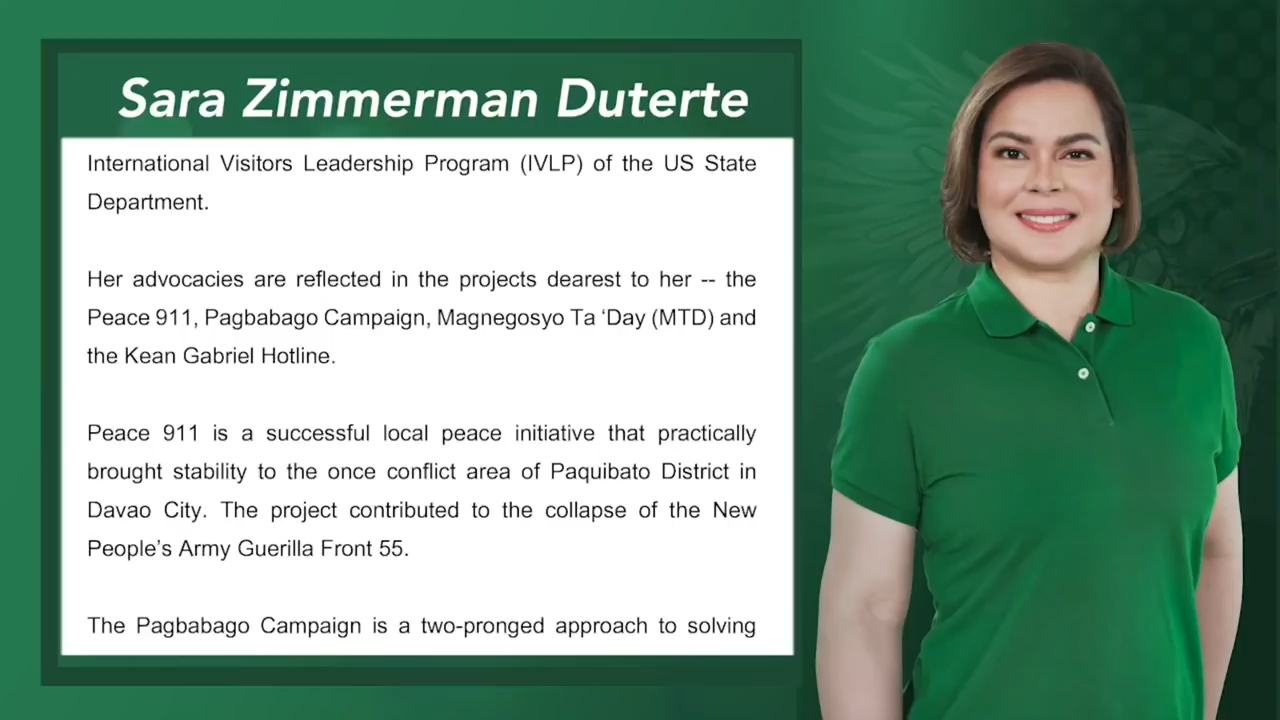 Sara Zimmerman Duterte
International Visitors Leadership Program (IVLP) of the US State
Department.
Her advocacies are reflected in the projects dearest to her -- the
Peace 911, Pagbabago Campaign, Magnegosyo Ta ‘Day (MTD) and
the Kean Gabriel Hotline.
Peace 911 is a successful local peace initiative that practically
brought stability to the once conflict area of Paquibato District in
Davao City. The project contributed to the collapse of the New
People’s Army Guerilla Front 55.
The Pagbabago Campaign is a two-pronged approach to solving